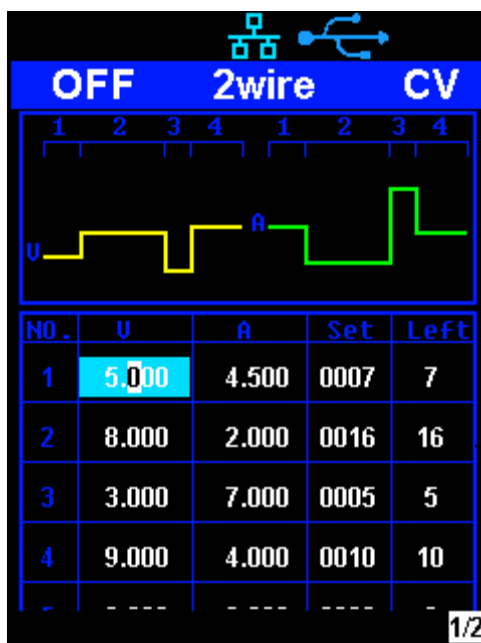 OFF 2wire CV
1 2 3 4 1 2 3 4
V A
NO. V A Set Left
1 5.000 4.500 0007 7
2 8.000 2.000 0016 16
3 3.000 7.000 0005 5
4 9.000 4.000 0010 10
1/2